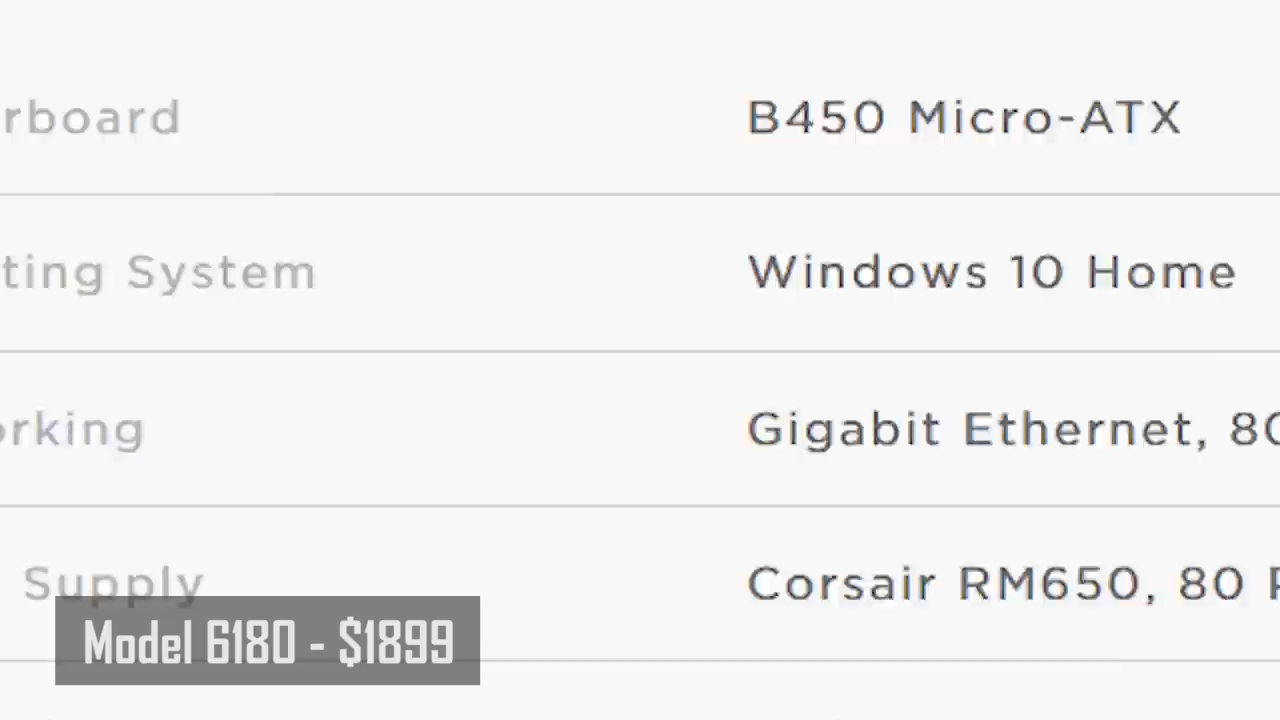 rboard B450 Micro-ATX
ting System Windows 10 Home
rking Gigabit Ethernet, 80
Supply Corsair RM650, 80
Model 6180 - $1899